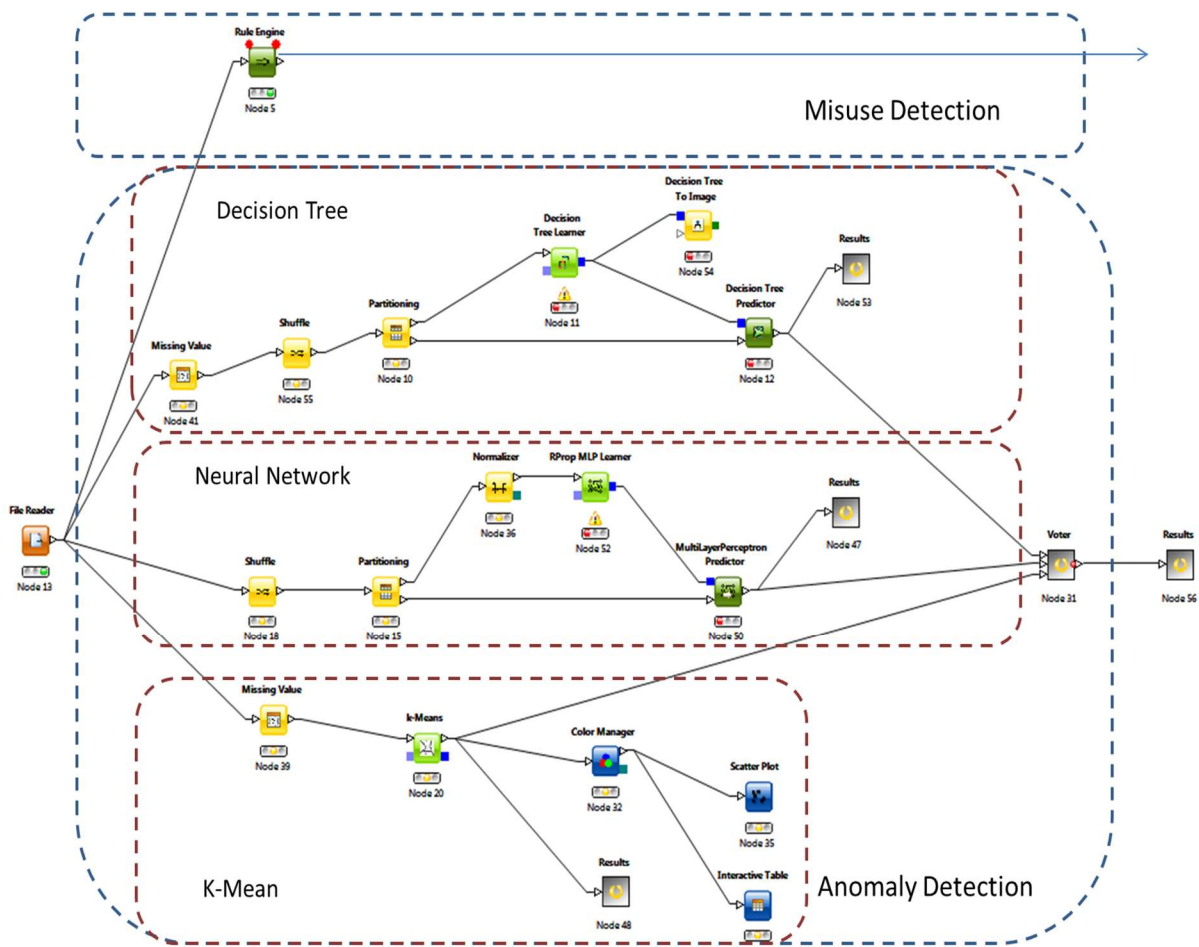 Rule Engine
Node 5
Misuse Detection
Decision Tree
Decision Tree
To Image
Node 54
Decision
Tree Learner
Node 11
Results
Node 53
Decision Tree
Predictor
Node 12
Partitioning
Node 10
Shuffle
Node 55
Missing Value
Node 41
Neural Network
Normalizer
Node 36
RProp MLP Learner
Node 52
Results
Node 47
File Reader
Node 13
Shuffle
Node 18
Partitioning
Node 15
MultiLayerPerceptron
Predictor
Node 50
Voter
Node 31
Results
Node 56
Missing Value
Node 39
k-Means
Node 20
Color Manager
Node 32
Scatter Plot
Node 35
Results
Node 48
Interactive Table
K-Mean
Anomaly Detection